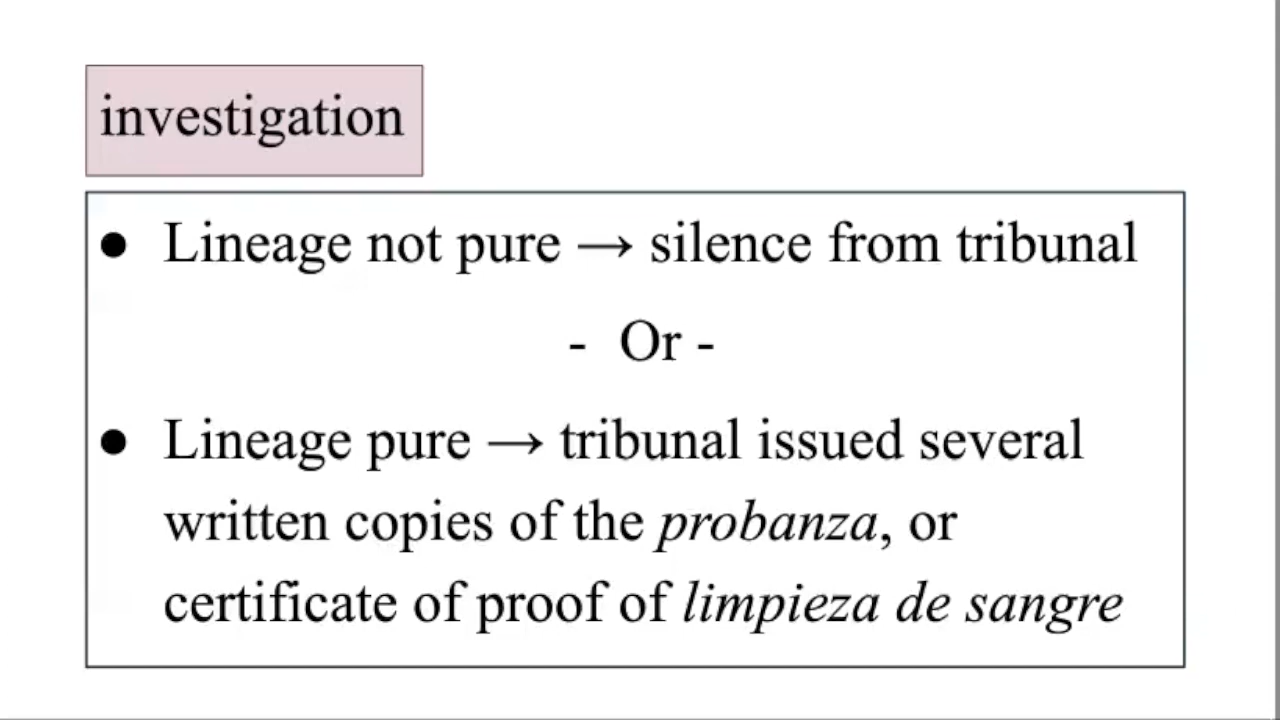 investigation
● Lineage not pure → silence from tribunal
- Or -
● Lineage pure → tribunal issued several
written copies of the probanza, or
certificate of proof of limpieza de sangre